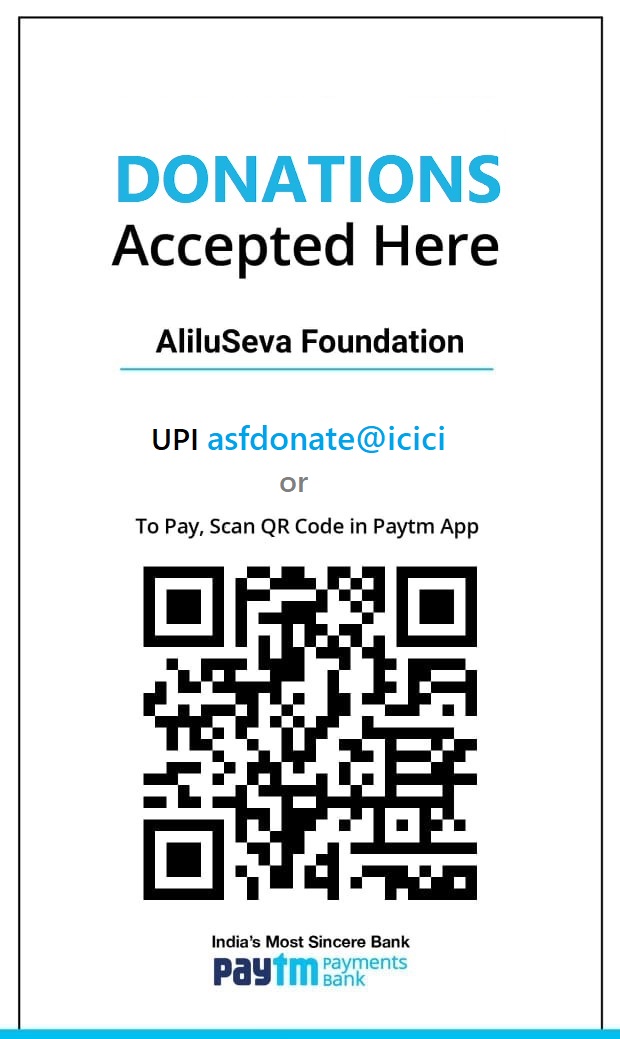 DONATIONS
Accepted Here
AliluSeva Foundation
UPI asfdonate@icici
or
To Pay, Scan QR Code in Paytm App
India's Most Sincere Bank
paytm Payments
Bank